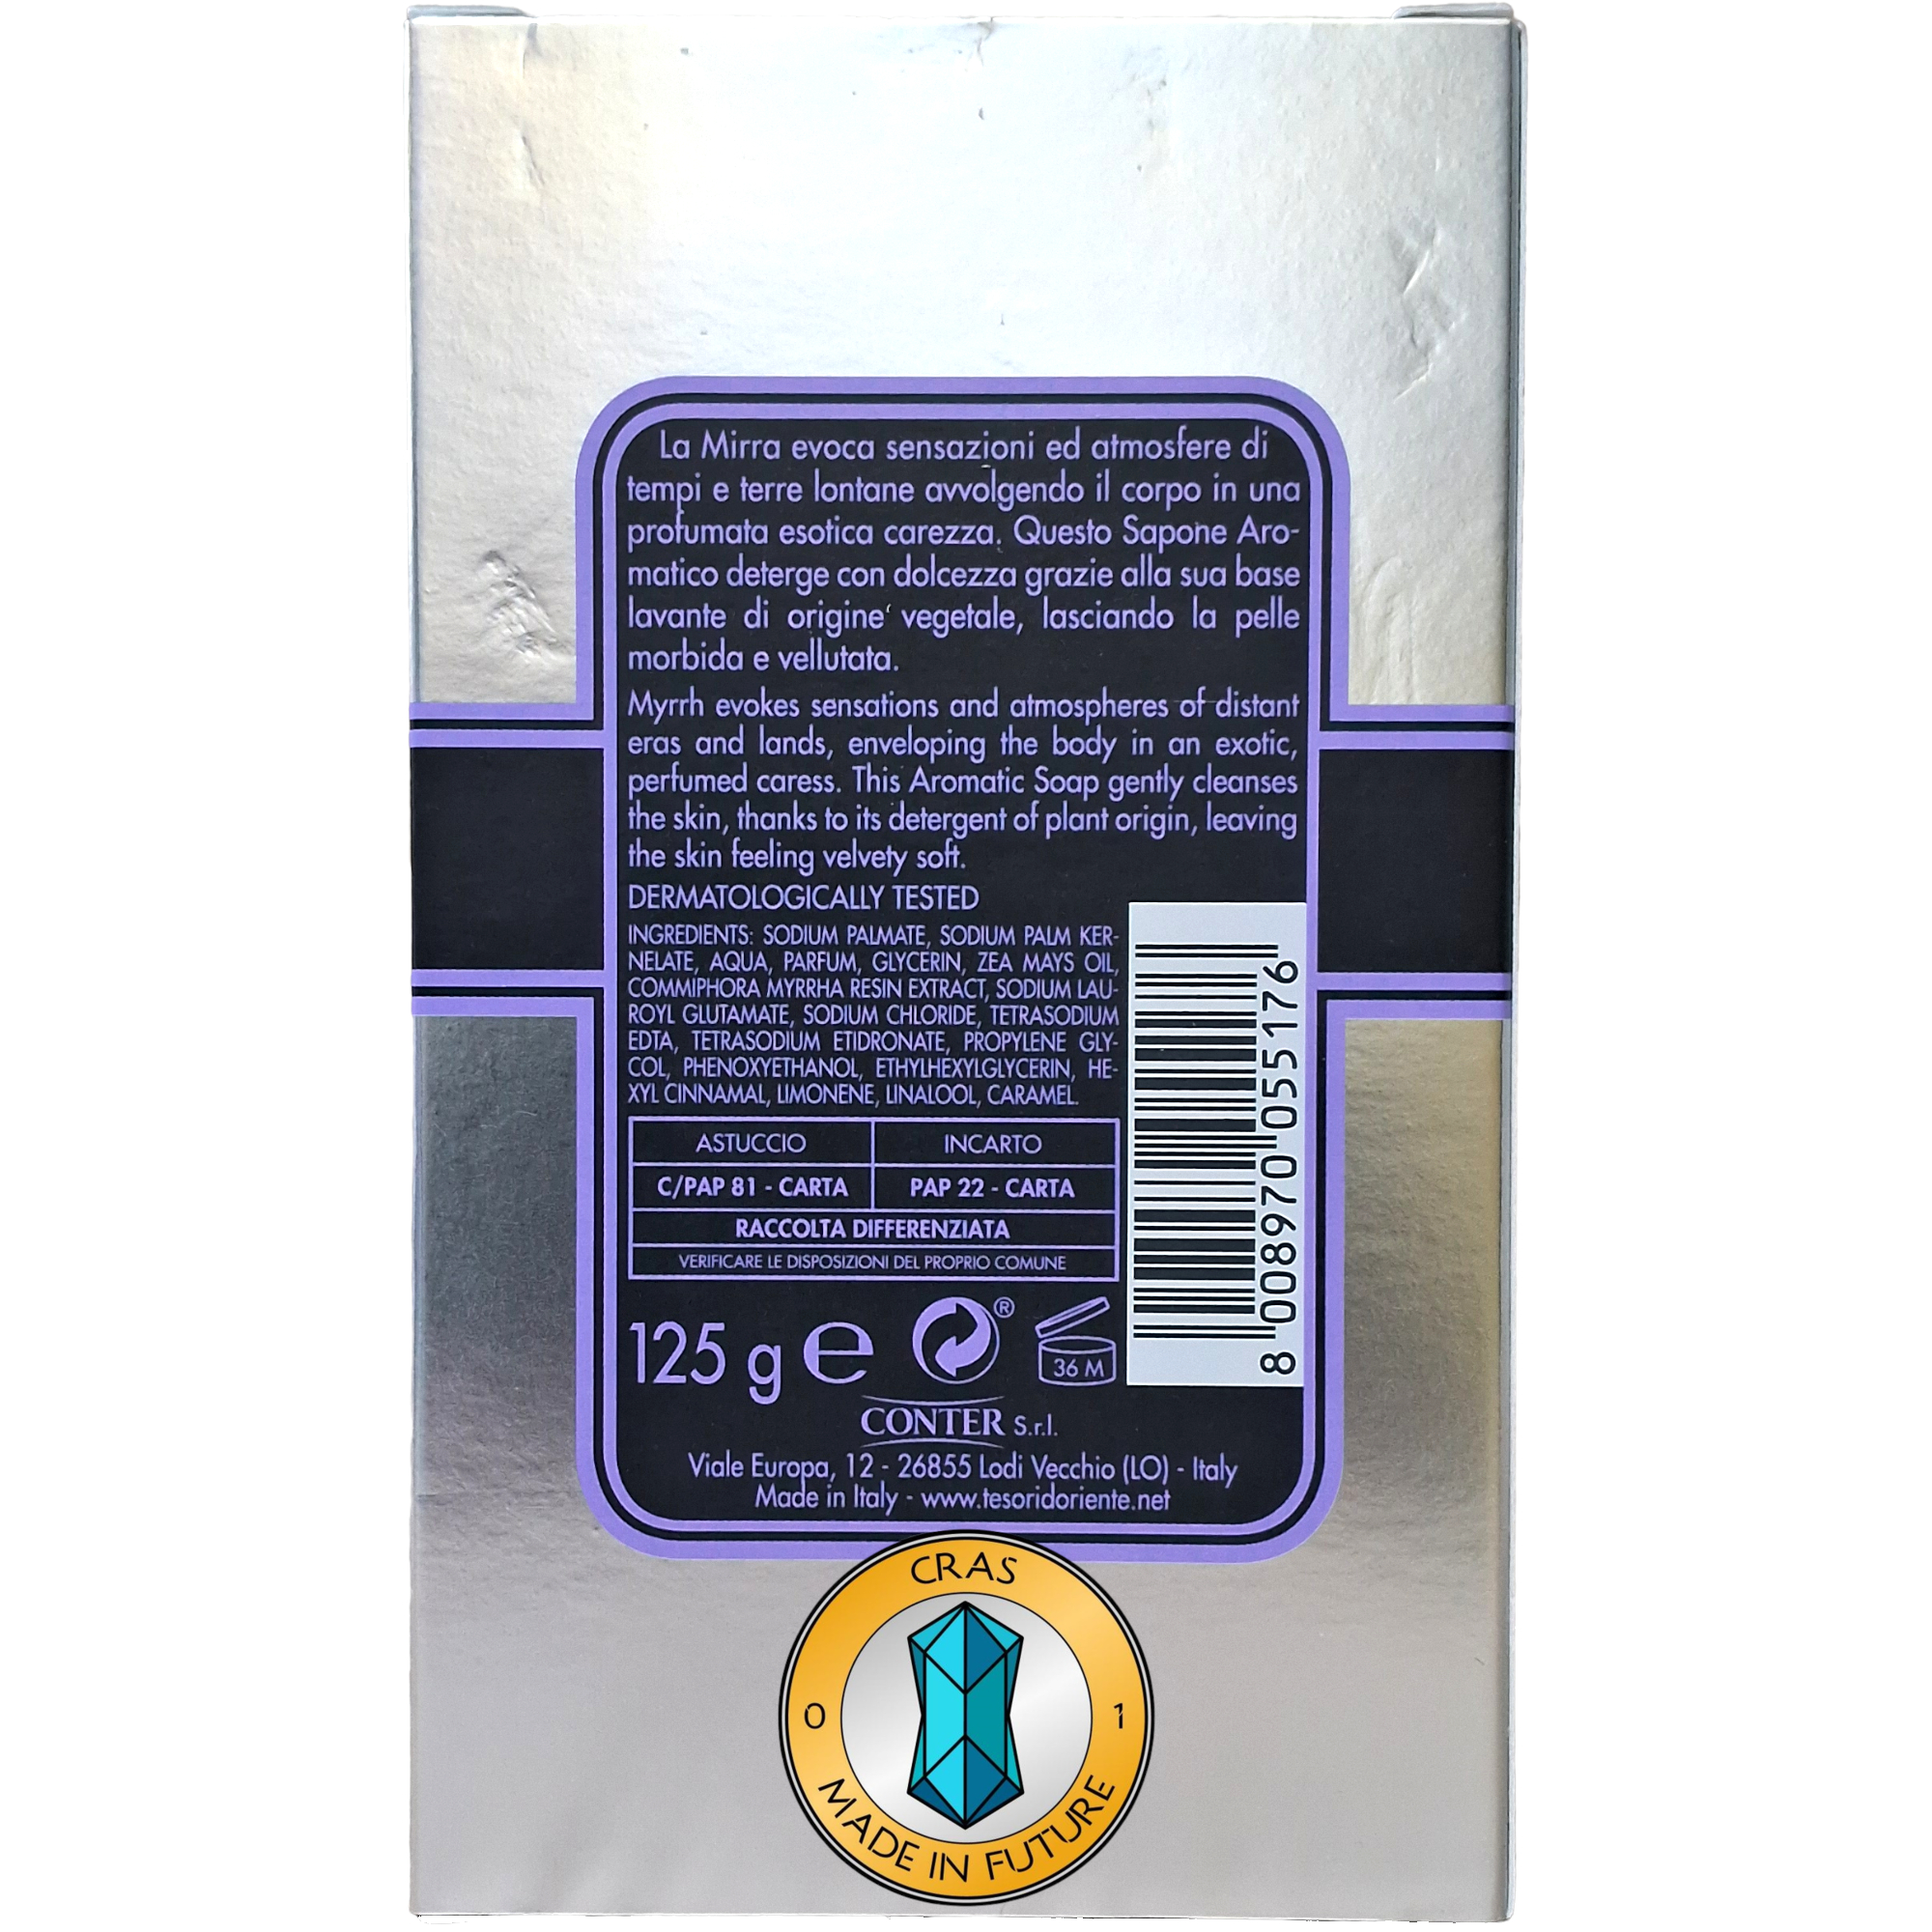 La Mirra evoca sensazioni ed atmosfere di
tempi e terre lontane avvolgendo il corpo in una
profumata esotica carezza. Questo Sapone Aro-
matico deterge con dolcezza grazie alla sua base
lavante di origine vegetale, lasciando la pelle
morbida e vellutata.
Myrrh evokes sensations and atmospheres of distant
eras and lands, enveloping the body in an exotic,
perfumed caress. This Aromatic Soap gently cleanses
the skin, thanks to its detergent of plant origin, leaving
the skin feeling velvety soft.
DERMATOLOGICALLY TESTED
INGREDIENTS: SODIUM PALMATE, SODIUM PALM KER-
NELATE, AQUA, PARFUM, GLYCERIN, ZEA MAYS OIL,
COMMIPHORA MYRRHA RESIN EXTRACT, SODIUM LAU-
ROYL GLUTAMATE, SODIUM CHLORIDE, TETRASODIUM
EDTA, TETRASODIUM ETIDRONATE, PROPYLENE GLY-
COL, PHENOXYETHANOL, ETHYLHEXYLGLYCERIN, HE-
XYL CINNAMAL, LIMONENE, LINALOOL, CARAMEL.
8 008970 055176
ASTUCCIO INCARTO
C/PAP 81 - CARTA PAP 22 - CARTA
RACCOLTA DIFFERENZIATA
VERIFICARE LE DISPOSIZIONI DEL PROPRIO COMUNE
125 g e ® 36 M
CONTER S.r.l.
Viale Europa, 12 - 26855 Lodi Vecchio (LO) - Italy
Made in Italy - www.tesoridoriente.net
CRAS
0 1
MADE IN FUTURE